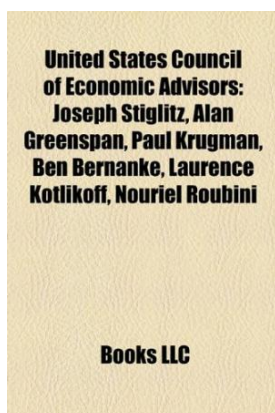 United States Council
of Economic Advisors:
Joseph Stiglitz, Alan
Greenspan, Paul Krugman,
Ben Bernanke, Laurence
Kotlikoff, Nouriel Roubini
Books LLC